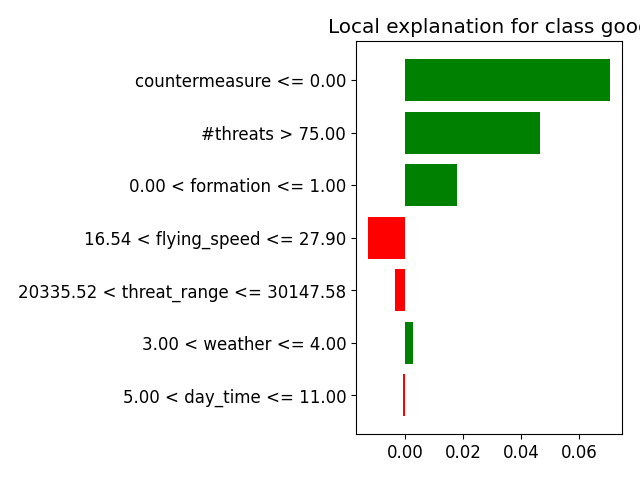 Local explanation for class good
countermeasure <= 0.00
#threats > 75.00
0.00 < formation <= 1.00
16.54 < flying_speed <= 27.90
20335.52 < threat_range <= 30147.58
3.00 < weather <= 4.00
5.00 < day_time <= 11.00
0.00 0.02 0.04 0.06